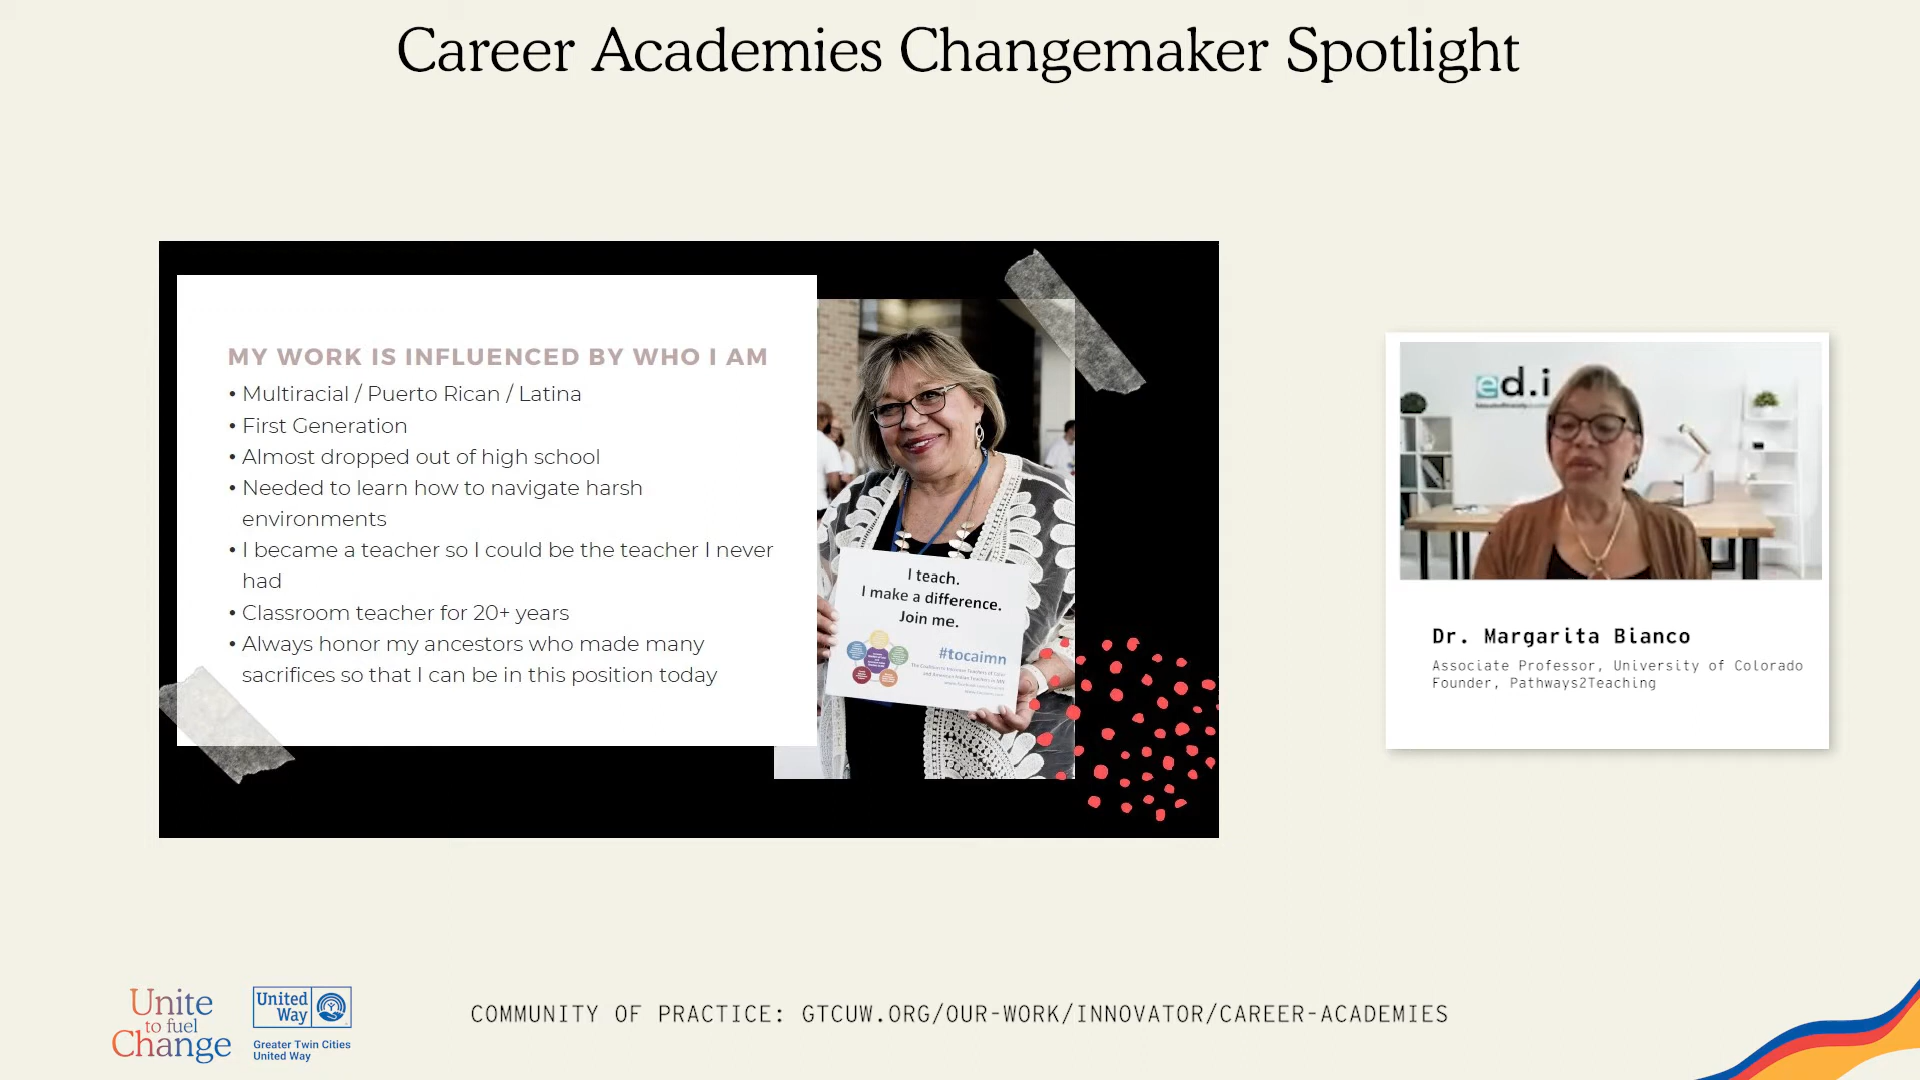 Career Academies Changemaker Spotlight
MY WORK IS INFLUENCED BY WHO I AM
• Multiracial / Puerto Rican / Latina
• First Generation
• Almost dropped out of high school
• Needed to learn how to navigate harsh
environments
• I became a teacher so I could be the teacher I never
had
• Classroom teacher for 20+ years
• Always honor my ancestors who made many
sacrifices so that I can be in this position today
I teach.
I make a difference.
Join me.
#tocaimn
ed.i
Dr. Margarita Bianco
Associate Professor, University of Colorado
Founder, Pathways2Teaching
Unite
to fuel
Change
United
Way
Greater Twin Cities
United Way
COMMUNITY OF PRACTICE: GTCUW.ORG/OUR-WORK/INNOVATOR/CAREER-ACADEMIES